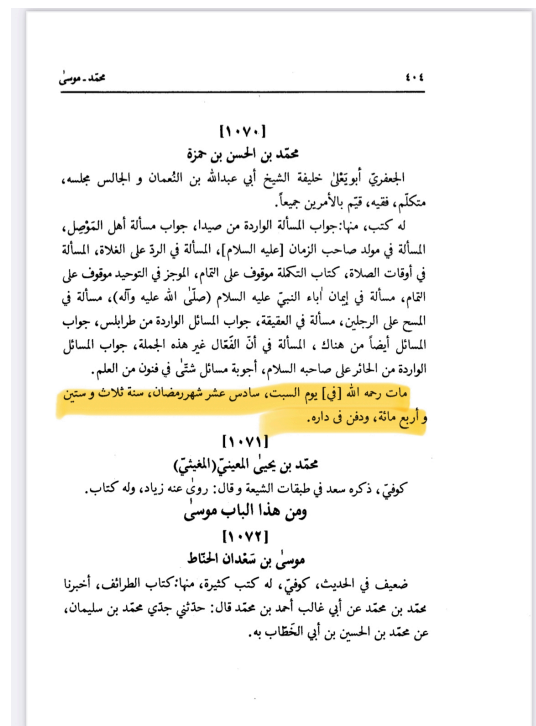 ٤٠٤ محمّد ـ موسىٰ
[١٠٧٠]
محمّد بن الحسن بن حمزة
الجعفريّ أبويَعْلىٰ خليفة الشيخ أبي عبدالله بن النُعمان و الجالس مجلسه،
متكلّم، فقيه، قيّم بالأمرين جميعاً.
له كتب، منها:جواب المسألة الواردة من صيدا، جواب مسألة أهل المَوْصِل،
المسألة في مولد صاحب الزمان [عليه السلام]، المسألة في الردّ على الغلاة، المسألة
في أوقات الصلاة، كتاب التكملة موقوف على التمام، الموجز في التوحيد موقوف على
التمام، مسألة في إيمان أباء النبيّ عليه السلام (صلّى الله عليه وآله)، مسألة في
المسح على الرجلين، مسألة في العقيقة، جواب المسائل الواردة من طرابلس، جواب
المسائل أيضاً من هناك ، المسألة في أنّ الفَعّال غير هذه الجملة، جواب المسائل
الواردة من الحائر على صاحبه السلام، أجوبة مسائل شتّىٰ في فنون من العلم.
مات رحمه الله [في] يوم السبت، سادس عشر شهررمضان، سنة ثلاث و ستين
و أربع مائة، ودفن فى داره.
[١٠٧١]
محمّد بن يحيىٰ المعينيّ(المغيثيّ)
كوفيّ، ذكره سعد في طبقات الشيعة و قال: روىٰ عنه زياد، وله كتاب.
ومن هذا الباب موسىٰ
[١٠٧٢]
موسىٰ بن سَعْدان الحنّاط
ضعيف في الحديث، كوفيّ، له كتب كثيرة، منها:كتاب الطرائف، أخبرنا
محمّد بن محمّد عن أبي غالب أحمد بن محمّد قال: حدّثني جدّي محمّد بن سليمان،
عن محمّد بن الحسين بن أبي الخَطّاب به.